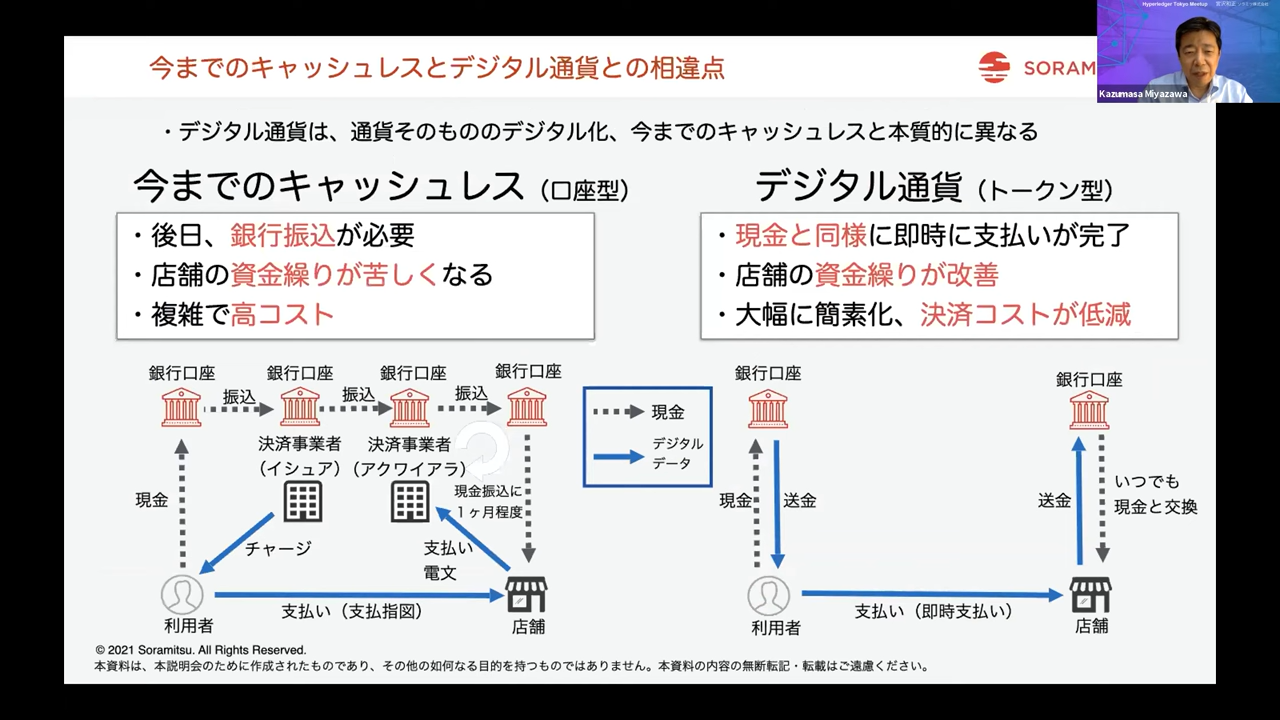 Hyperledger Tokyo Meetup
Kazumasa Miyazawa
今までのキャッシュレスとデジタル通貨との相違点
SORAM
・デジタル通貨は、通貨そのもののデジタル化、今までのキャッシュレスと本質的に異なる
今までのキャッシュレス（口座型）
・後日、銀行振込が必要
・店舗の資金繰りが苦しくなる
・複雑で高コスト
デジタル通貨（トークン型）
・現金と同様に即時に支払いが完了
・店舗の資金繰りが改善
・大幅に簡素化、決済コストが低減
銀行口座
振込
銀行口座
振込
銀行口座
振込
銀行口座
決済事業者
（イシュア）
決済事業者
（アクワイアラ）
現金
チャージ
現金振込に
１ヶ月程度
支払い
電文
支払い（支払指図）
利用者
店舗
現金
デジタル
データ
銀行口座
銀行口座
現金
送金
送金
いつでも
現金と交換
支払い（即時支払い）
利用者
店舗
© 2021 Soramitsu. All Rights Reserved.
本資料は、本説明会のために作成されたものであり、その他の如何なる目的を持つものではありません。本資料の内容の無断転記・転載はご遠慮ください。